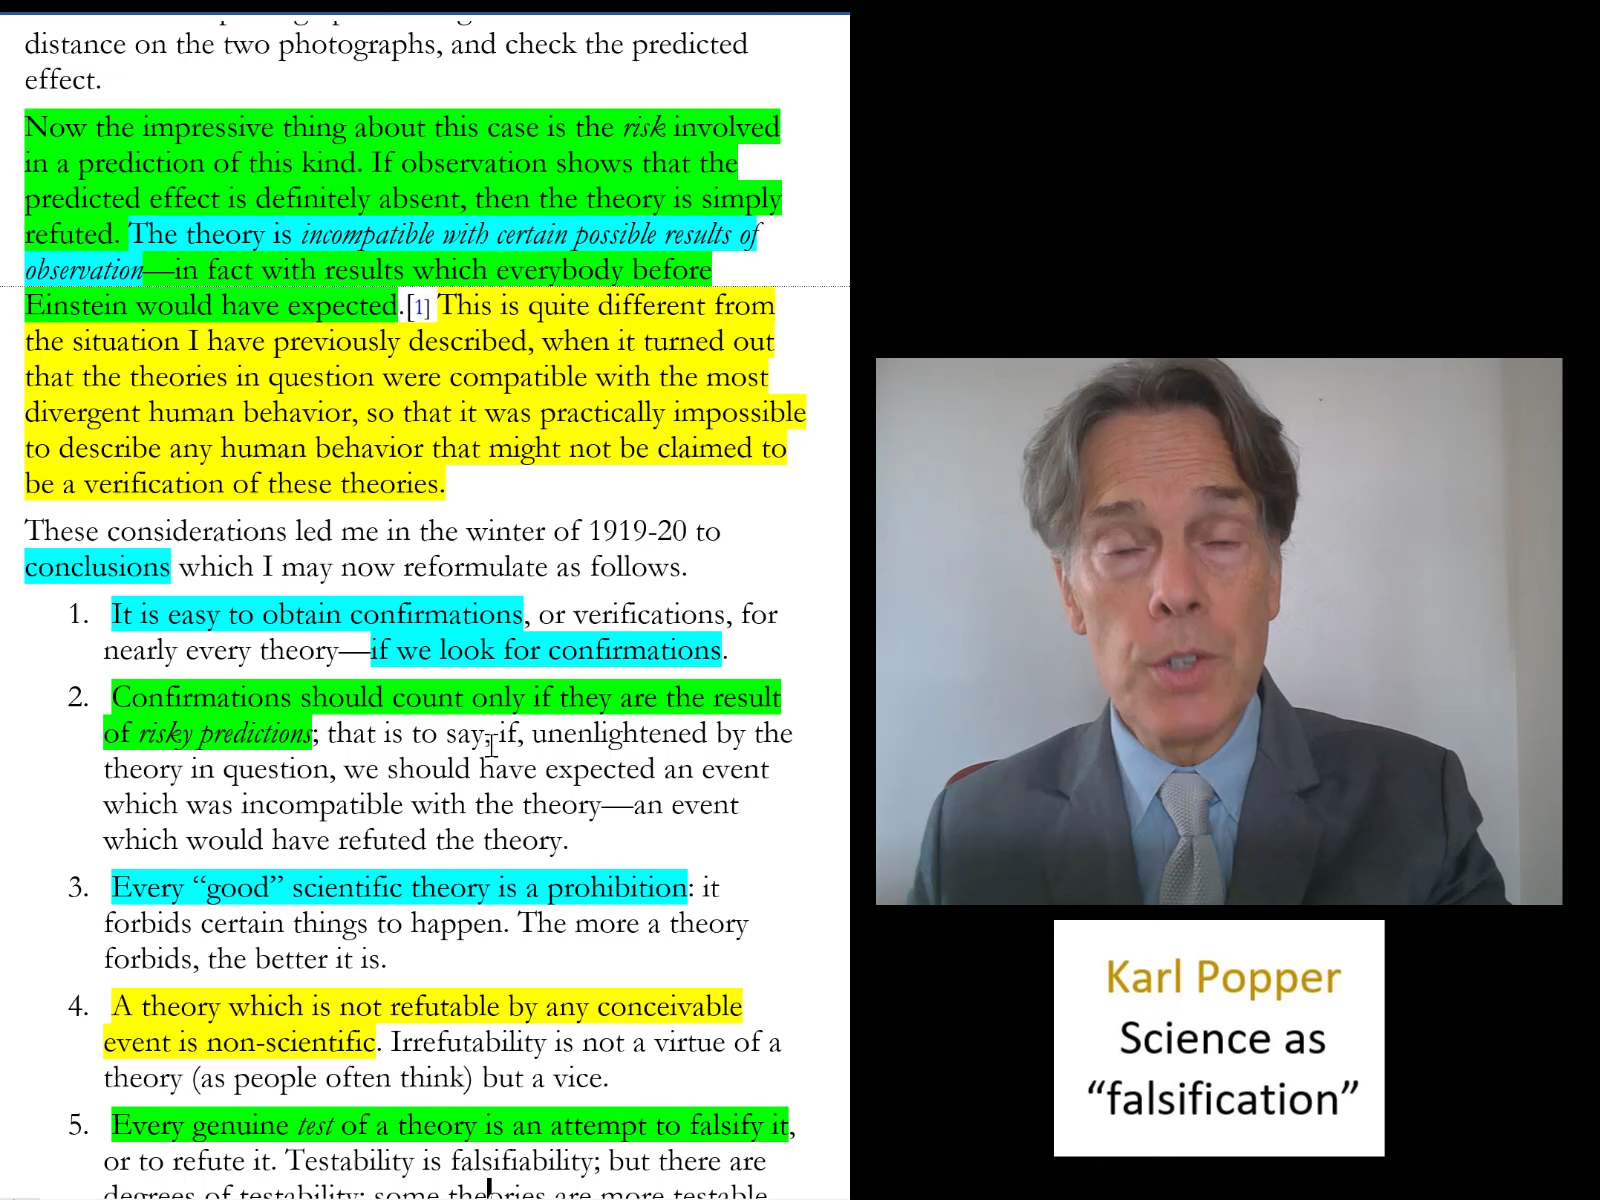 distance on the two photographs, and check the predicted
effect.
Now the impressive thing about this case is the risk involved
in a prediction of this kind. If observation shows that the
predicted effect is definitely absent, then the theory is simply
refuted. The theory is incompatible with certain possible results of
observation—in fact with results which everybody before
Einstein would have expected.[1] This is quite different from
the situation I have previously described, when it turned out
that the theories in question were compatible with the most
divergent human behavior, so that it was practically impossible
to describe any human behavior that might not be claimed to
be a verification of these theories.
These considerations led me in the winter of 1919-20 to
conclusions which I may now reformulate as follows.
1. It is easy to obtain confirmations, or verifications, for
nearly every theory—if we look for confirmations.
2. Confirmations should count only if they are the result
of risky predictions; that is to say, if, unenlightened by the
theory in question, we should have expected an event
which was incompatible with the theory—an event
which would have refuted the theory.
3. Every “good” scientific theory is a prohibition: it
forbids certain things to happen. The more a theory
forbids, the better it is.
4. A theory which is not refutable by any conceivable
event is non-scientific. Irrefutability is not a virtue of a
theory (as people often think) but a vice.
5. Every genuine test of a theory is an attempt to falsify it,
or to refute it. Testability is falsifiability; but there are
degrees of testability: some theories are more testable
Karl Popper
Science as
“falsification”